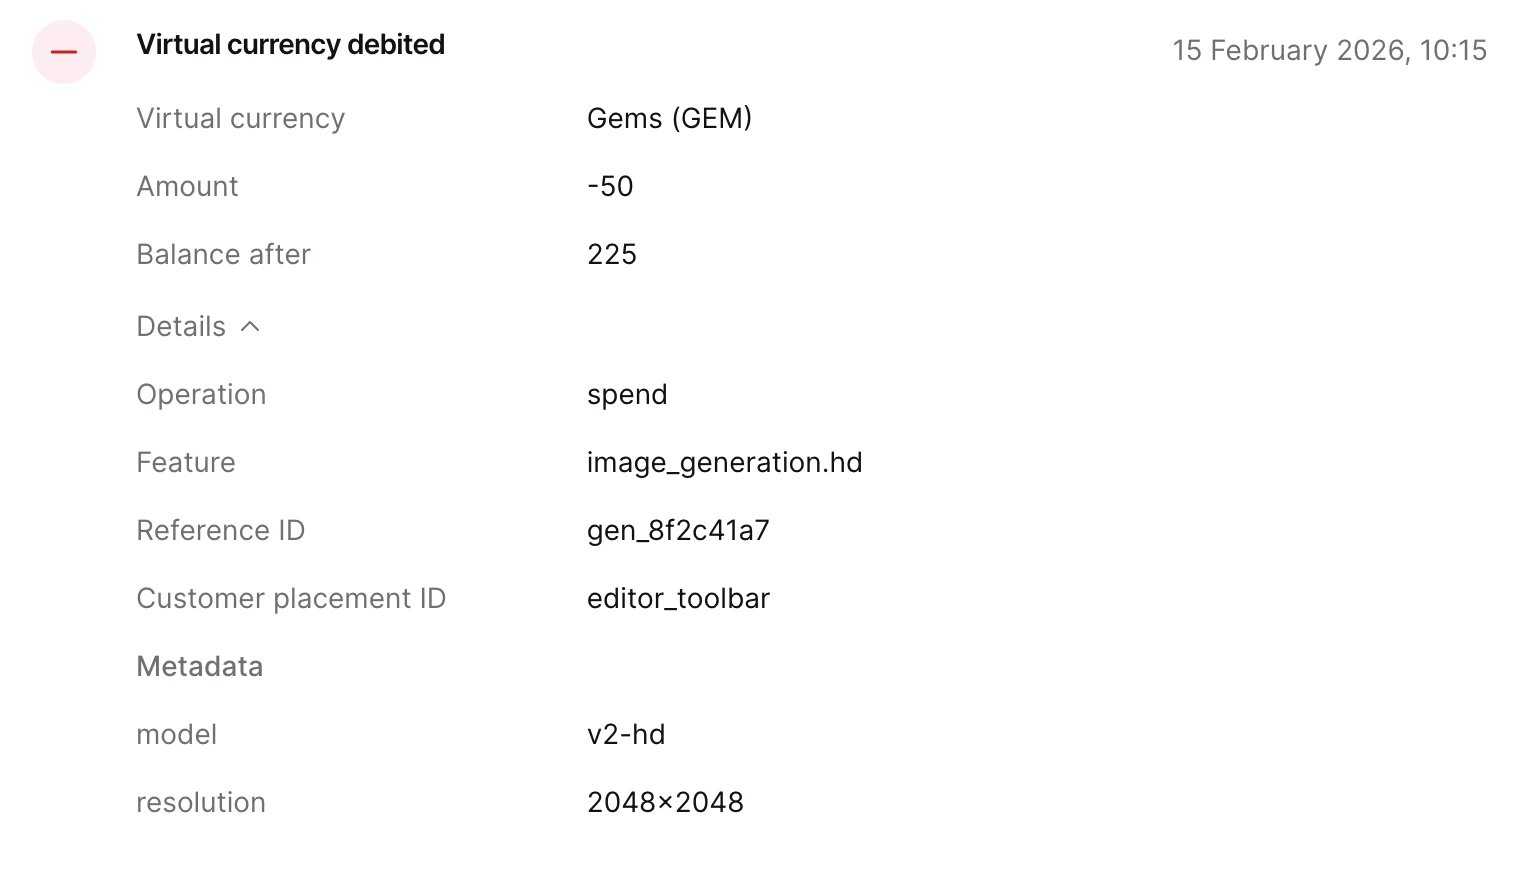 Virtual currency debited
15 February 2026, 10:15
Virtual currency Gems (GEM)
Amount -50
Balance after 225
Details
Operation spend
Feature image_generation.hd
Reference ID gen_8f2c41a7
Customer placement ID editor_toolbar
Metadata
model v2-hd
resolution 2048×2048